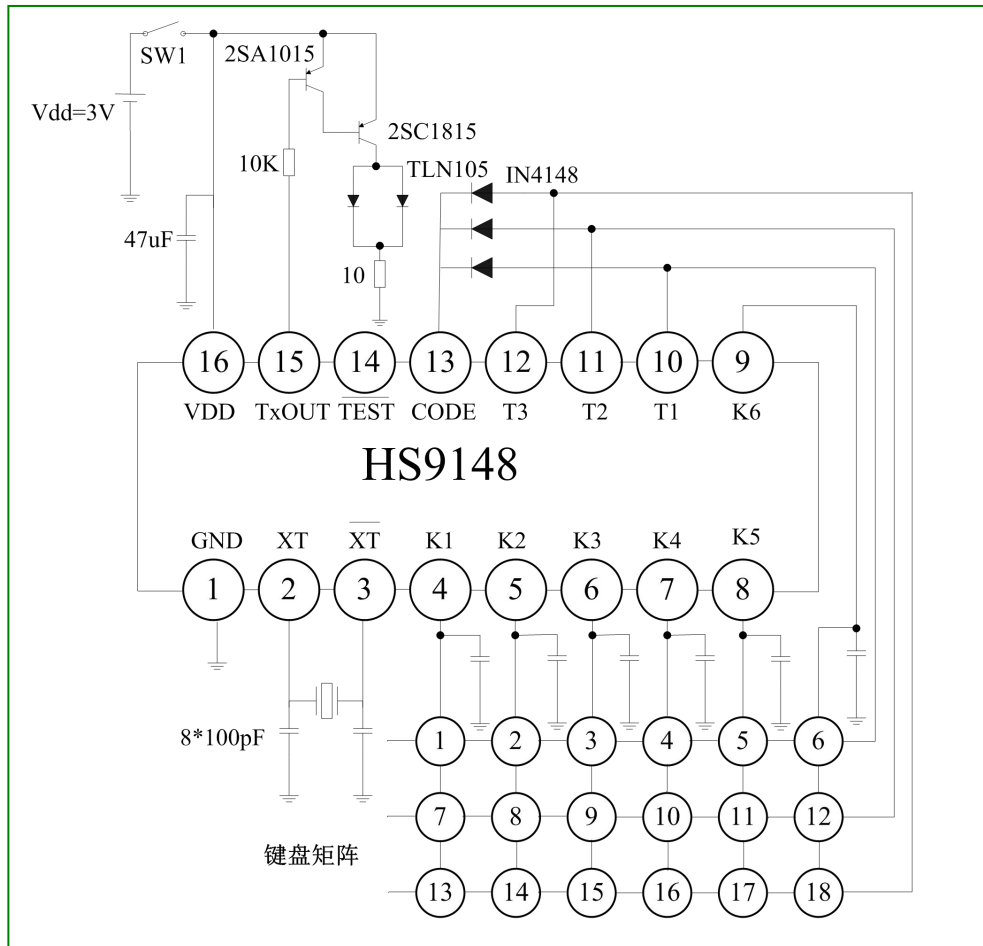 SW1
2SA1015
Vdd=3V
2SC1815
10K
TLN105
IN4148
47uF
10
16 15 14 13 12 11 10 9
VDD TxOUT TEST CODE T3 T2 T1 K6
HS9148
GND XT XT K1 K2 K3 K4 K5
1 2 3 4 5 6 7 8
8*100pF
1 2 3 4 5 6
7 8 9 10 11 12
键盘矩阵
13 14 15 16 17 18